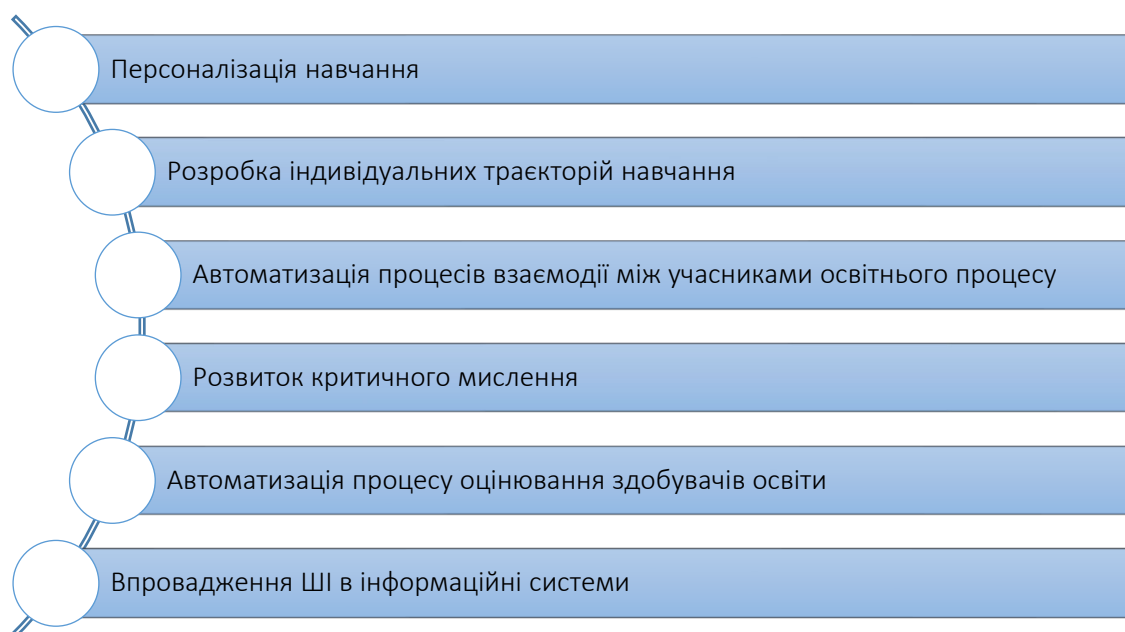 Персоналізація навчання
Розробка індивідуальних траєкторій навчання
Автоматизація процесів взаємодії між учасниками освітнього процесу
Розвиток критичного мислення
Автоматизація процесу оцінювання здобувачів освіти
Впровадження ШІ в інформаційні системи